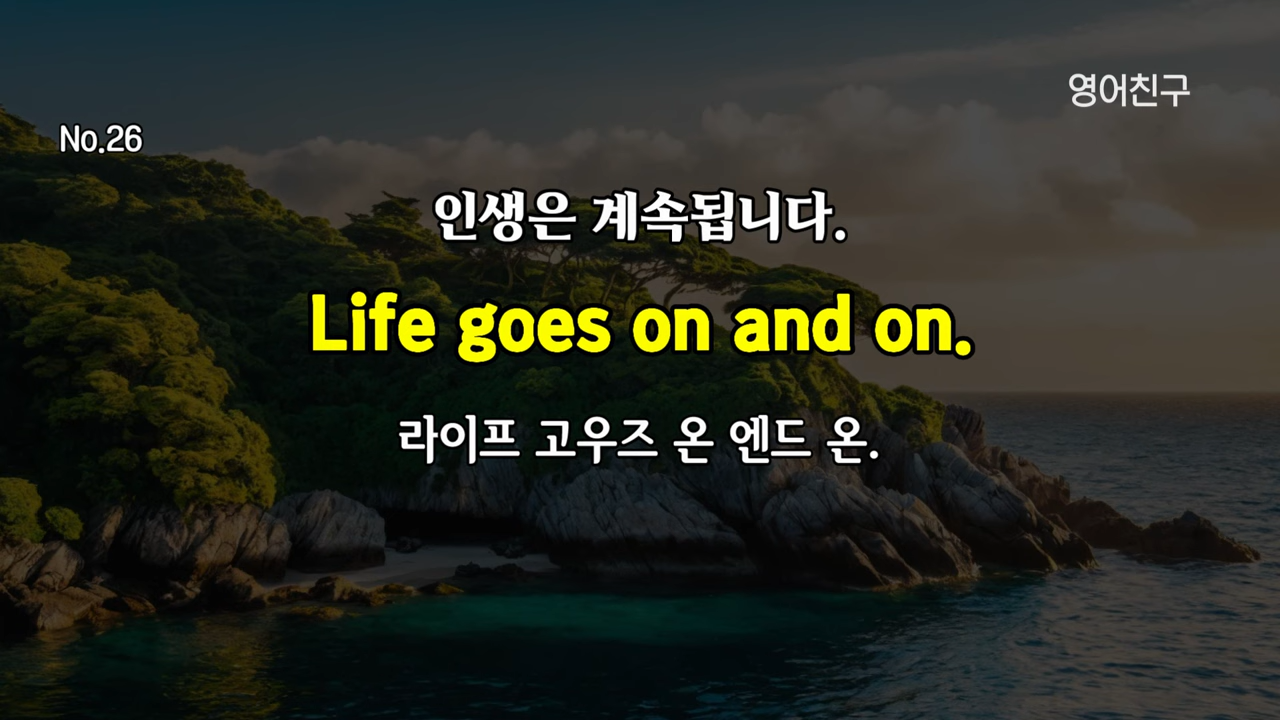 영어친구
No.26
인생은 계속됩니다.
Life goes on and on.
라이프 고우즈 온 엔드 온.